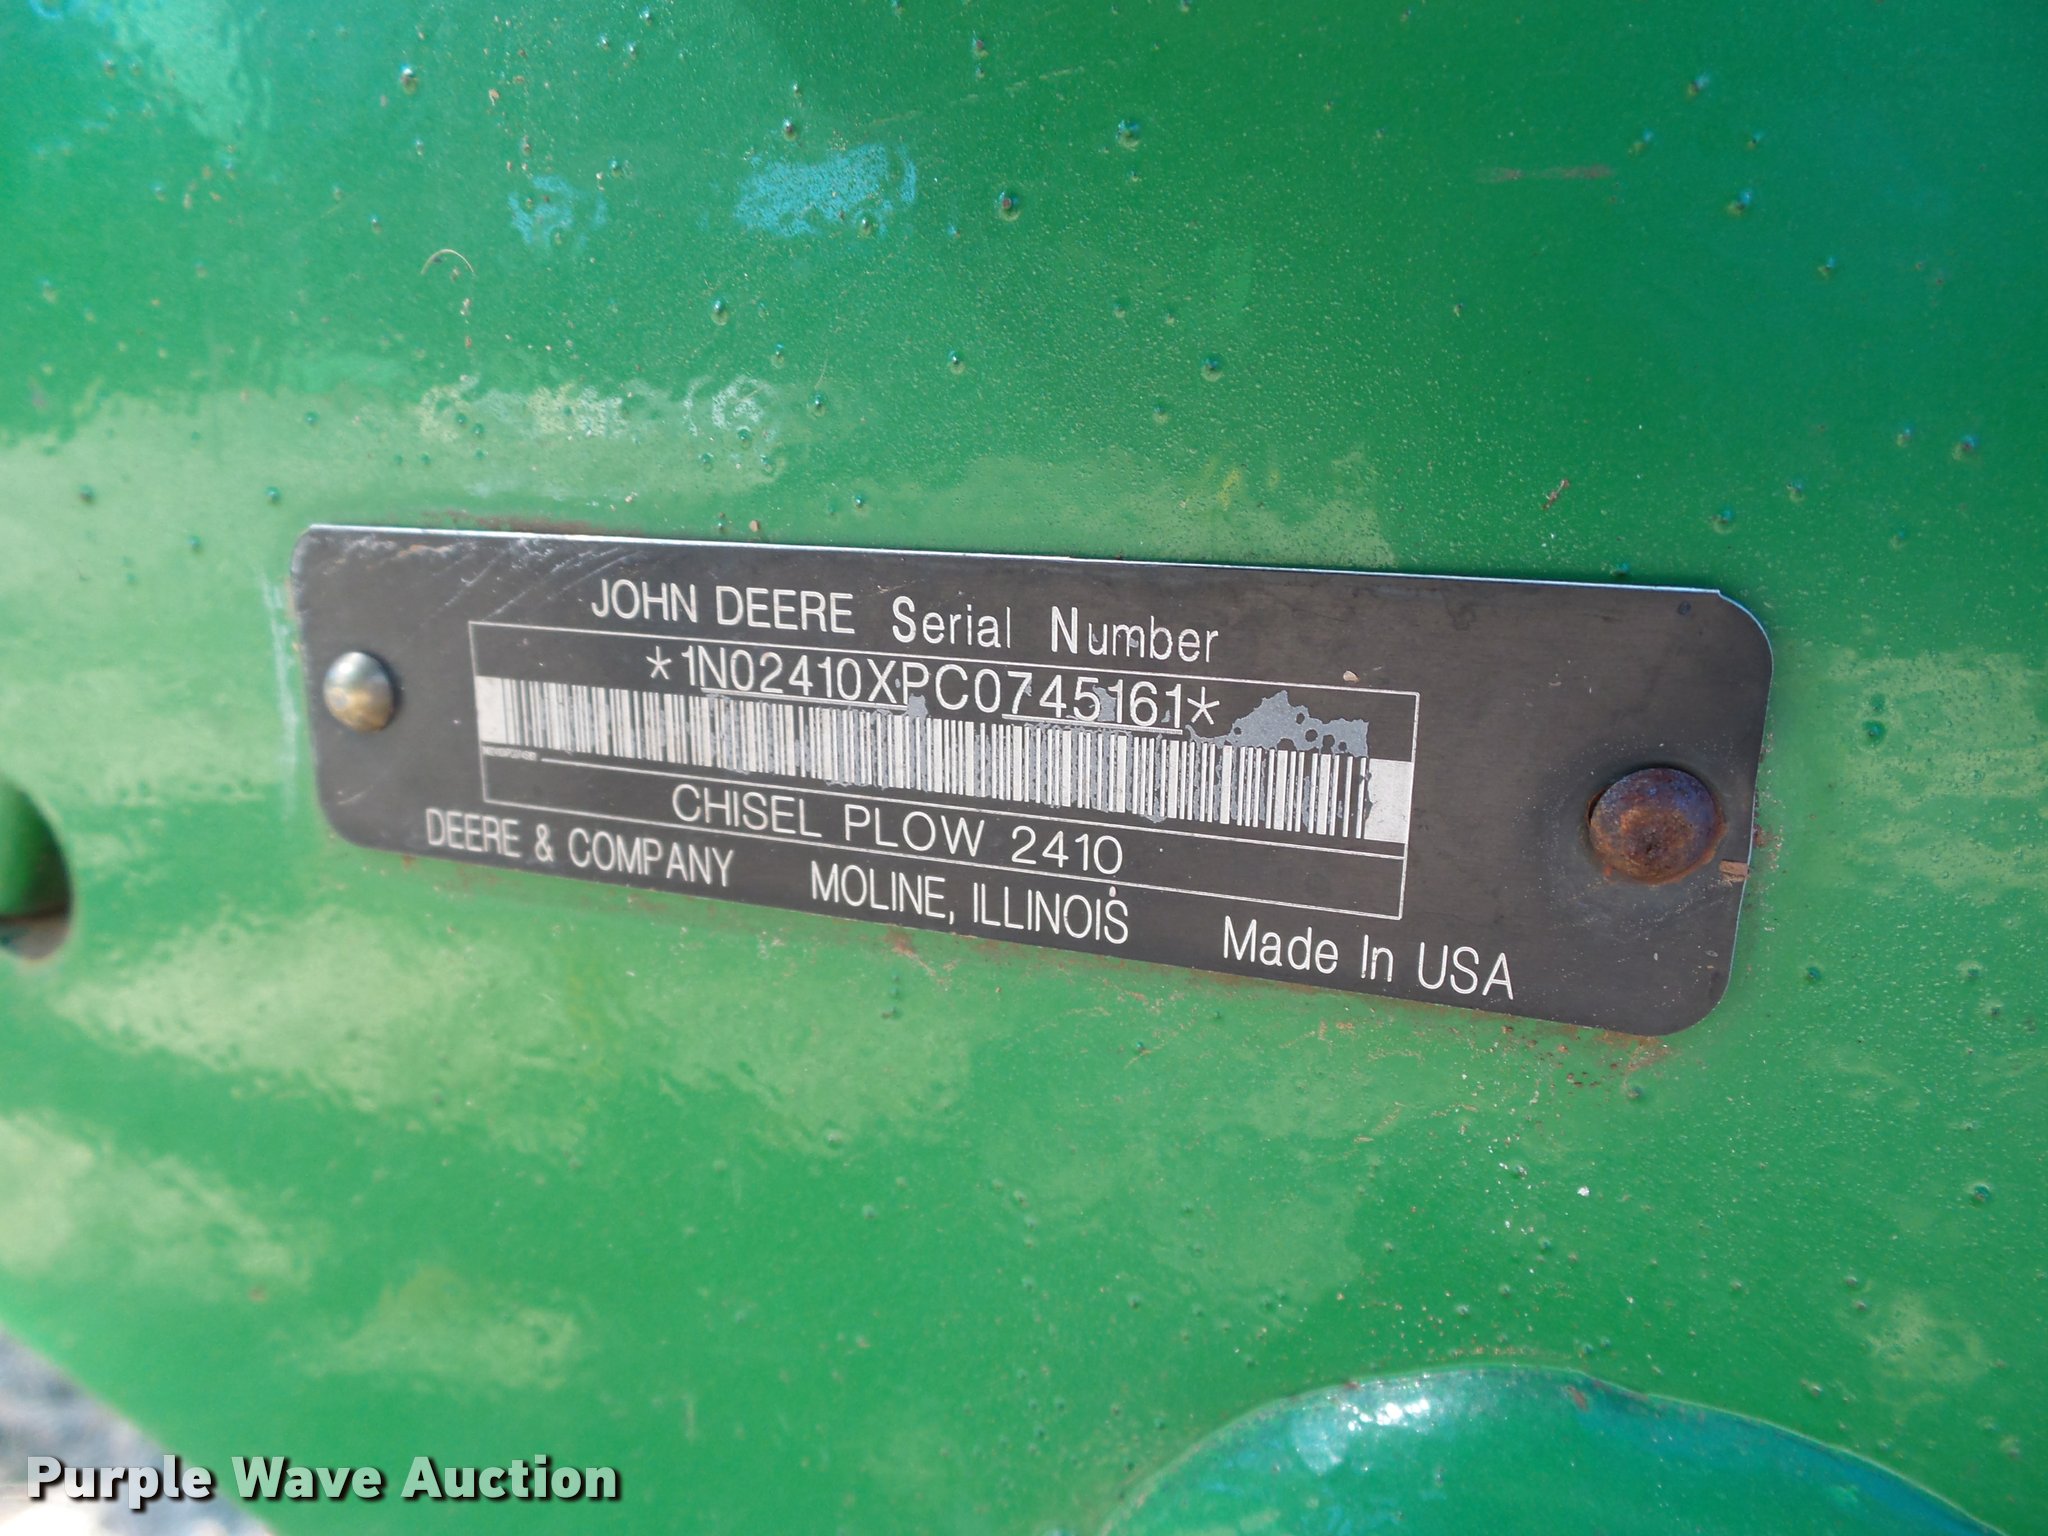 JOHN DEERE Serial Number
*1N02410XPC0745161*
CHISEL PLOW 2410
DEERE & COMPANY MOLINE, ILLINOIS Made In USA
Purple Wave Auction